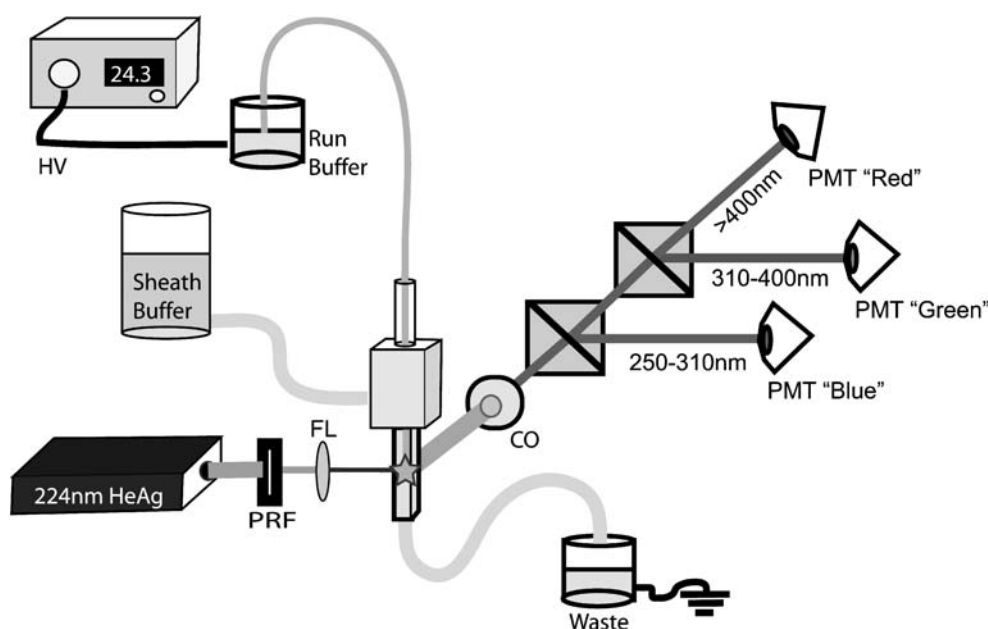 24.3
HV
Run
Buffer
Sheath
Buffer
224nm HeAg
PRF
FL
CO
>400nm
310-400nm
250-310nm
PMT “Red”
PMT “Green”
PMT “Blue”
Waste